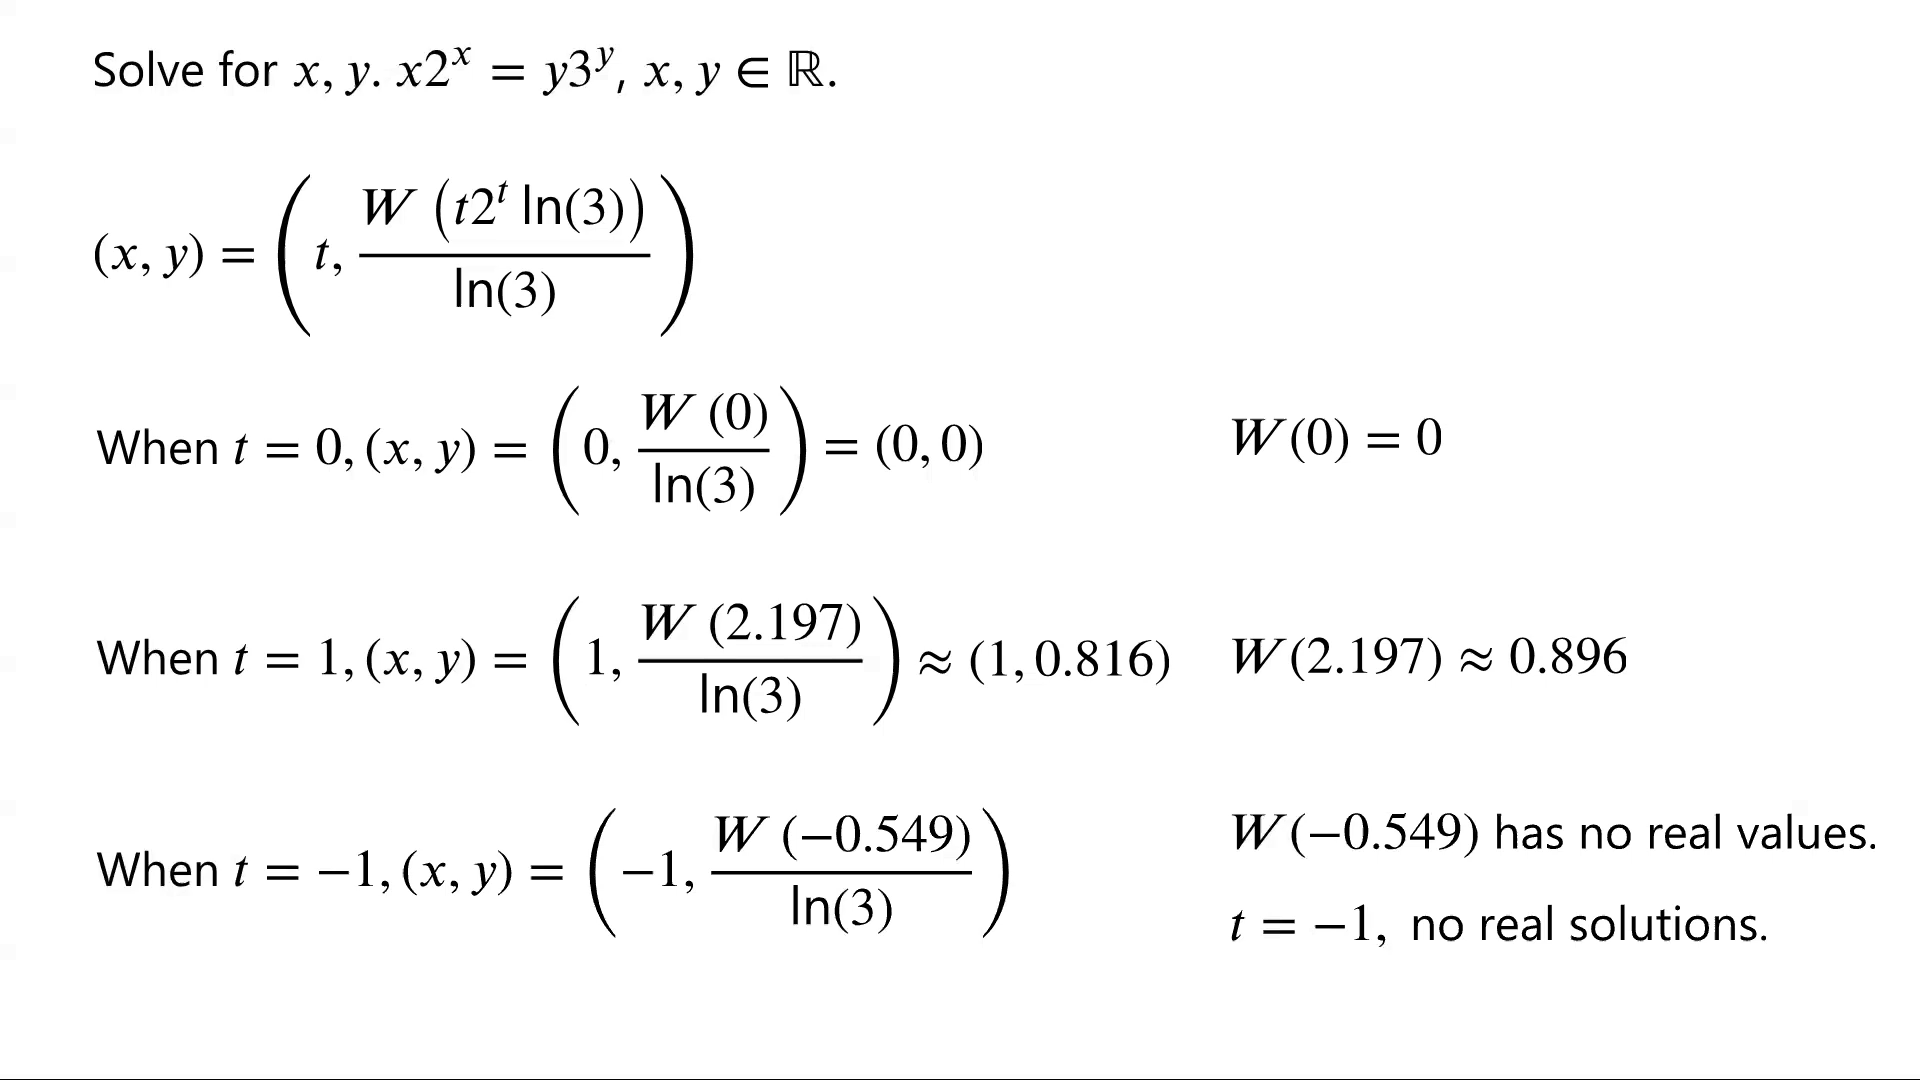 Solve for x, y. x2^x = y3^y, x, y ∈ ℝ.
(x, y) = (t, W (t2^t ln(3)) / ln(3))
When t = 0, (x, y) = (0, W (0) / ln(3)) = (0, 0) W(0) = 0
When t = 1, (x, y) = (1, W (2.197) / ln(3)) ≈ (1, 0.816) W(2.197) ≈ 0.896
When t = −1, (x, y) = (−1, W (−0.549) / ln(3)) W(−0.549) has no real values.
t = −1, no real solutions.